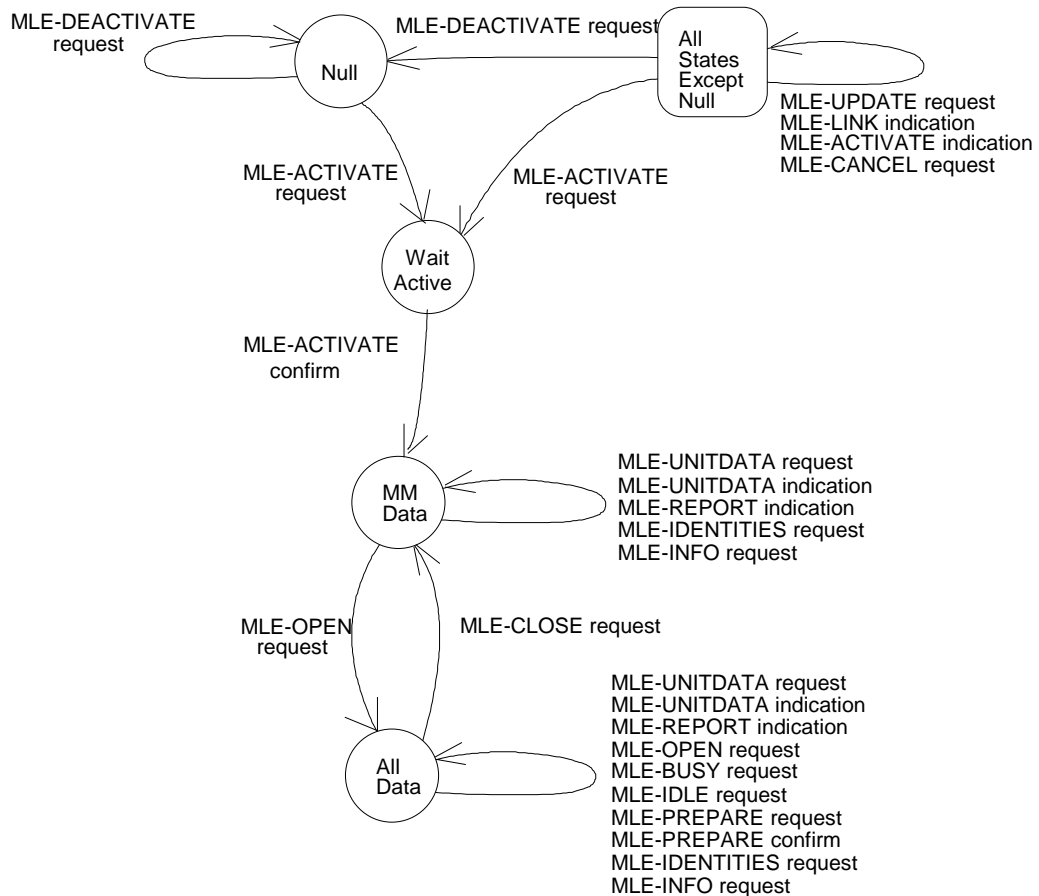 MLE-DEACTIVATE
request
MLE-DEACTIVATE request
Null
All
States
Except
Null
MLE-UPDATE request
MLE-LINK indication
MLE-ACTIVATE indication
MLE-CANCEL request
MLE-ACTIVATE
request
MLE-ACTIVATE
request
Wait
Active
MLE-ACTIVATE
confirm
MM
Data
MLE-UNITDATA request
MLE-UNITDATA indication
MLE-REPORT indication
MLE-IDENTITIES request
MLE-INFO request
MLE-OPEN
request
MLE-CLOSE request
All
Data
MLE-UNITDATA request
MLE-UNITDATA indication
MLE-REPORT indication
MLE-OPEN request
MLE-BUSY request
MLE-IDLE request
MLE-PREPARE request
MLE-PREPARE confirm
MLE-IDENTITIES request
MLE-INFO request